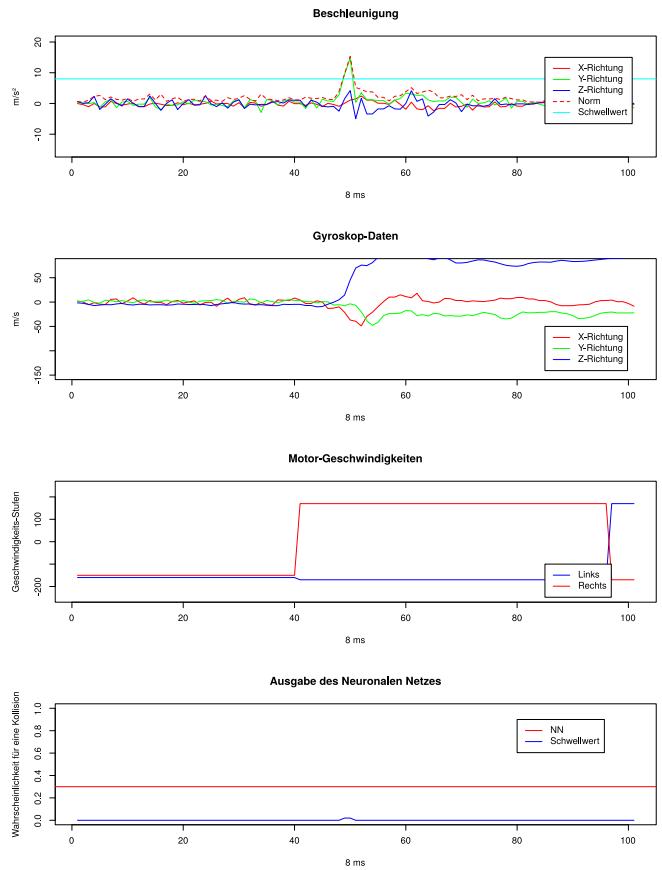 Beschleunigung
m/s²
20
10
0
-10
X-Richtung
Y-Richtung
Z-Richtung
Norm
Schwellwert
0 20 40 60 80 100
8 ms
Gyroskop-Daten
m/s
50
0
-50
-150
X-Richtung
Y-Richtung
Z-Richtung
0 20 40 60 80 100
8 ms
Motor-Geschwindigkeiten
Geschwindigkeits-Stufen
100
0
-200
Links
Rechts
0 20 40 60 80 100
8 ms
Ausgabe des Neuronalen Netzes
Wahrscheinlichkeit für eine Kollision
1.0
0.8
0.6
0.4
0.2
0.0
NN
Schwellwert
0 20 40 60 80 100
8 ms